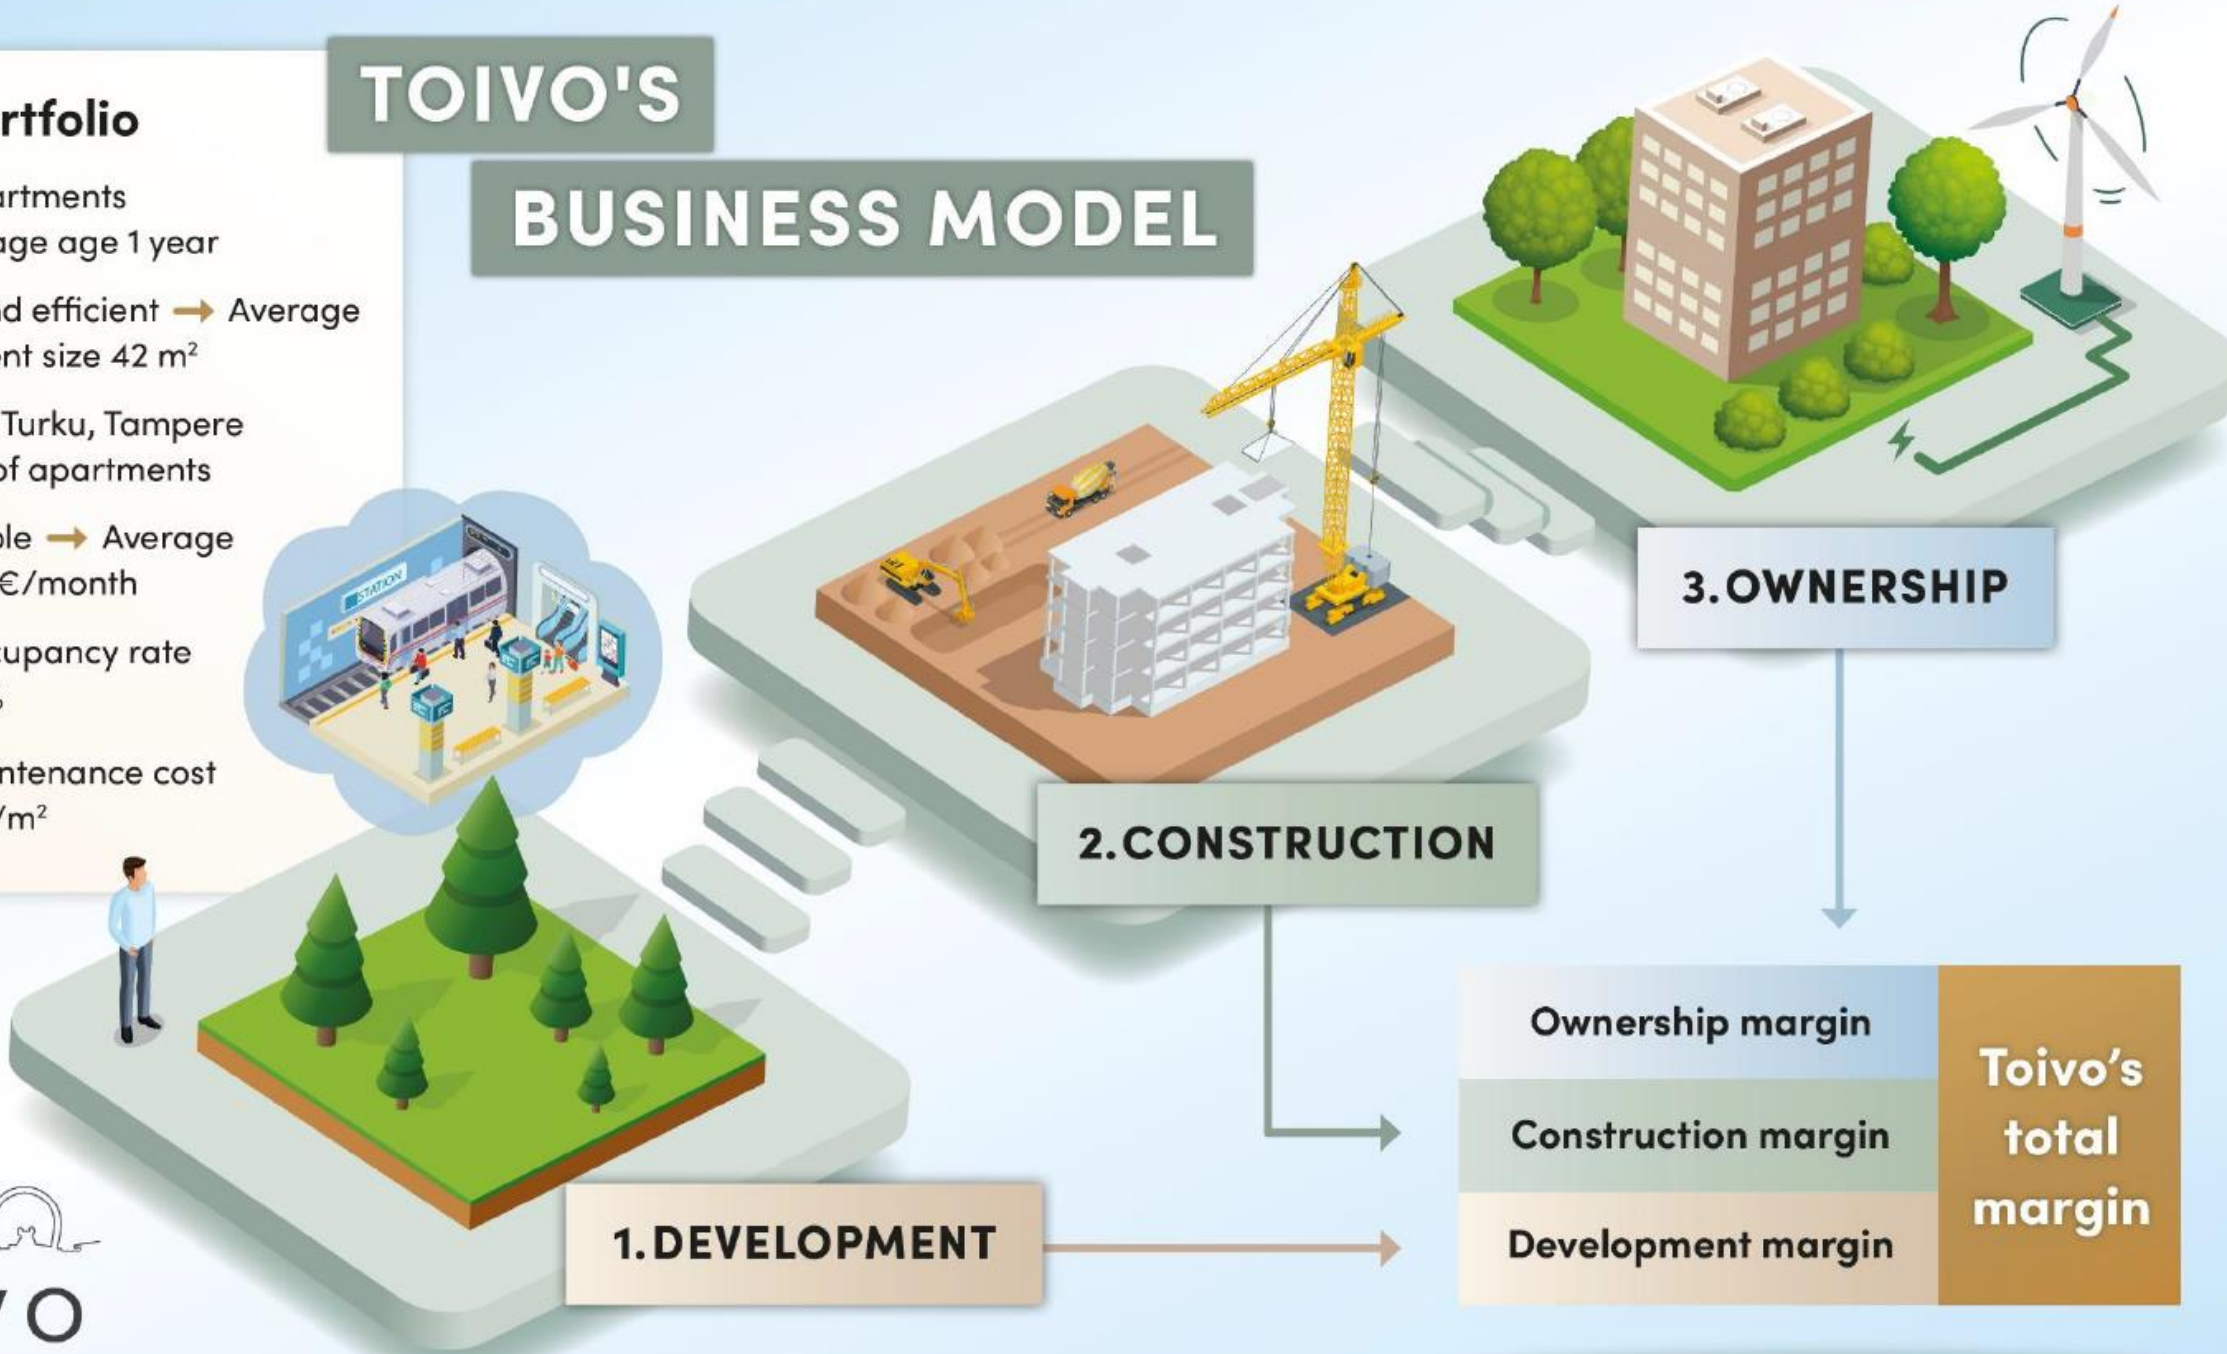 TOIVO'S
BUSINESS MODEL
rtfolio
artments
age age 1 year
d efficient → Average
nt size 42 m²
Turku, Tampere
of apartments
ble → Average
€/month
cupancy rate
ntenance cost
/m²
STATION
3.OWNERSHIP
2.CONSTRUCTION
1.DEVELOPMENT
Ownership margin
Construction margin
Development margin
Toivo's
total
margin
VO